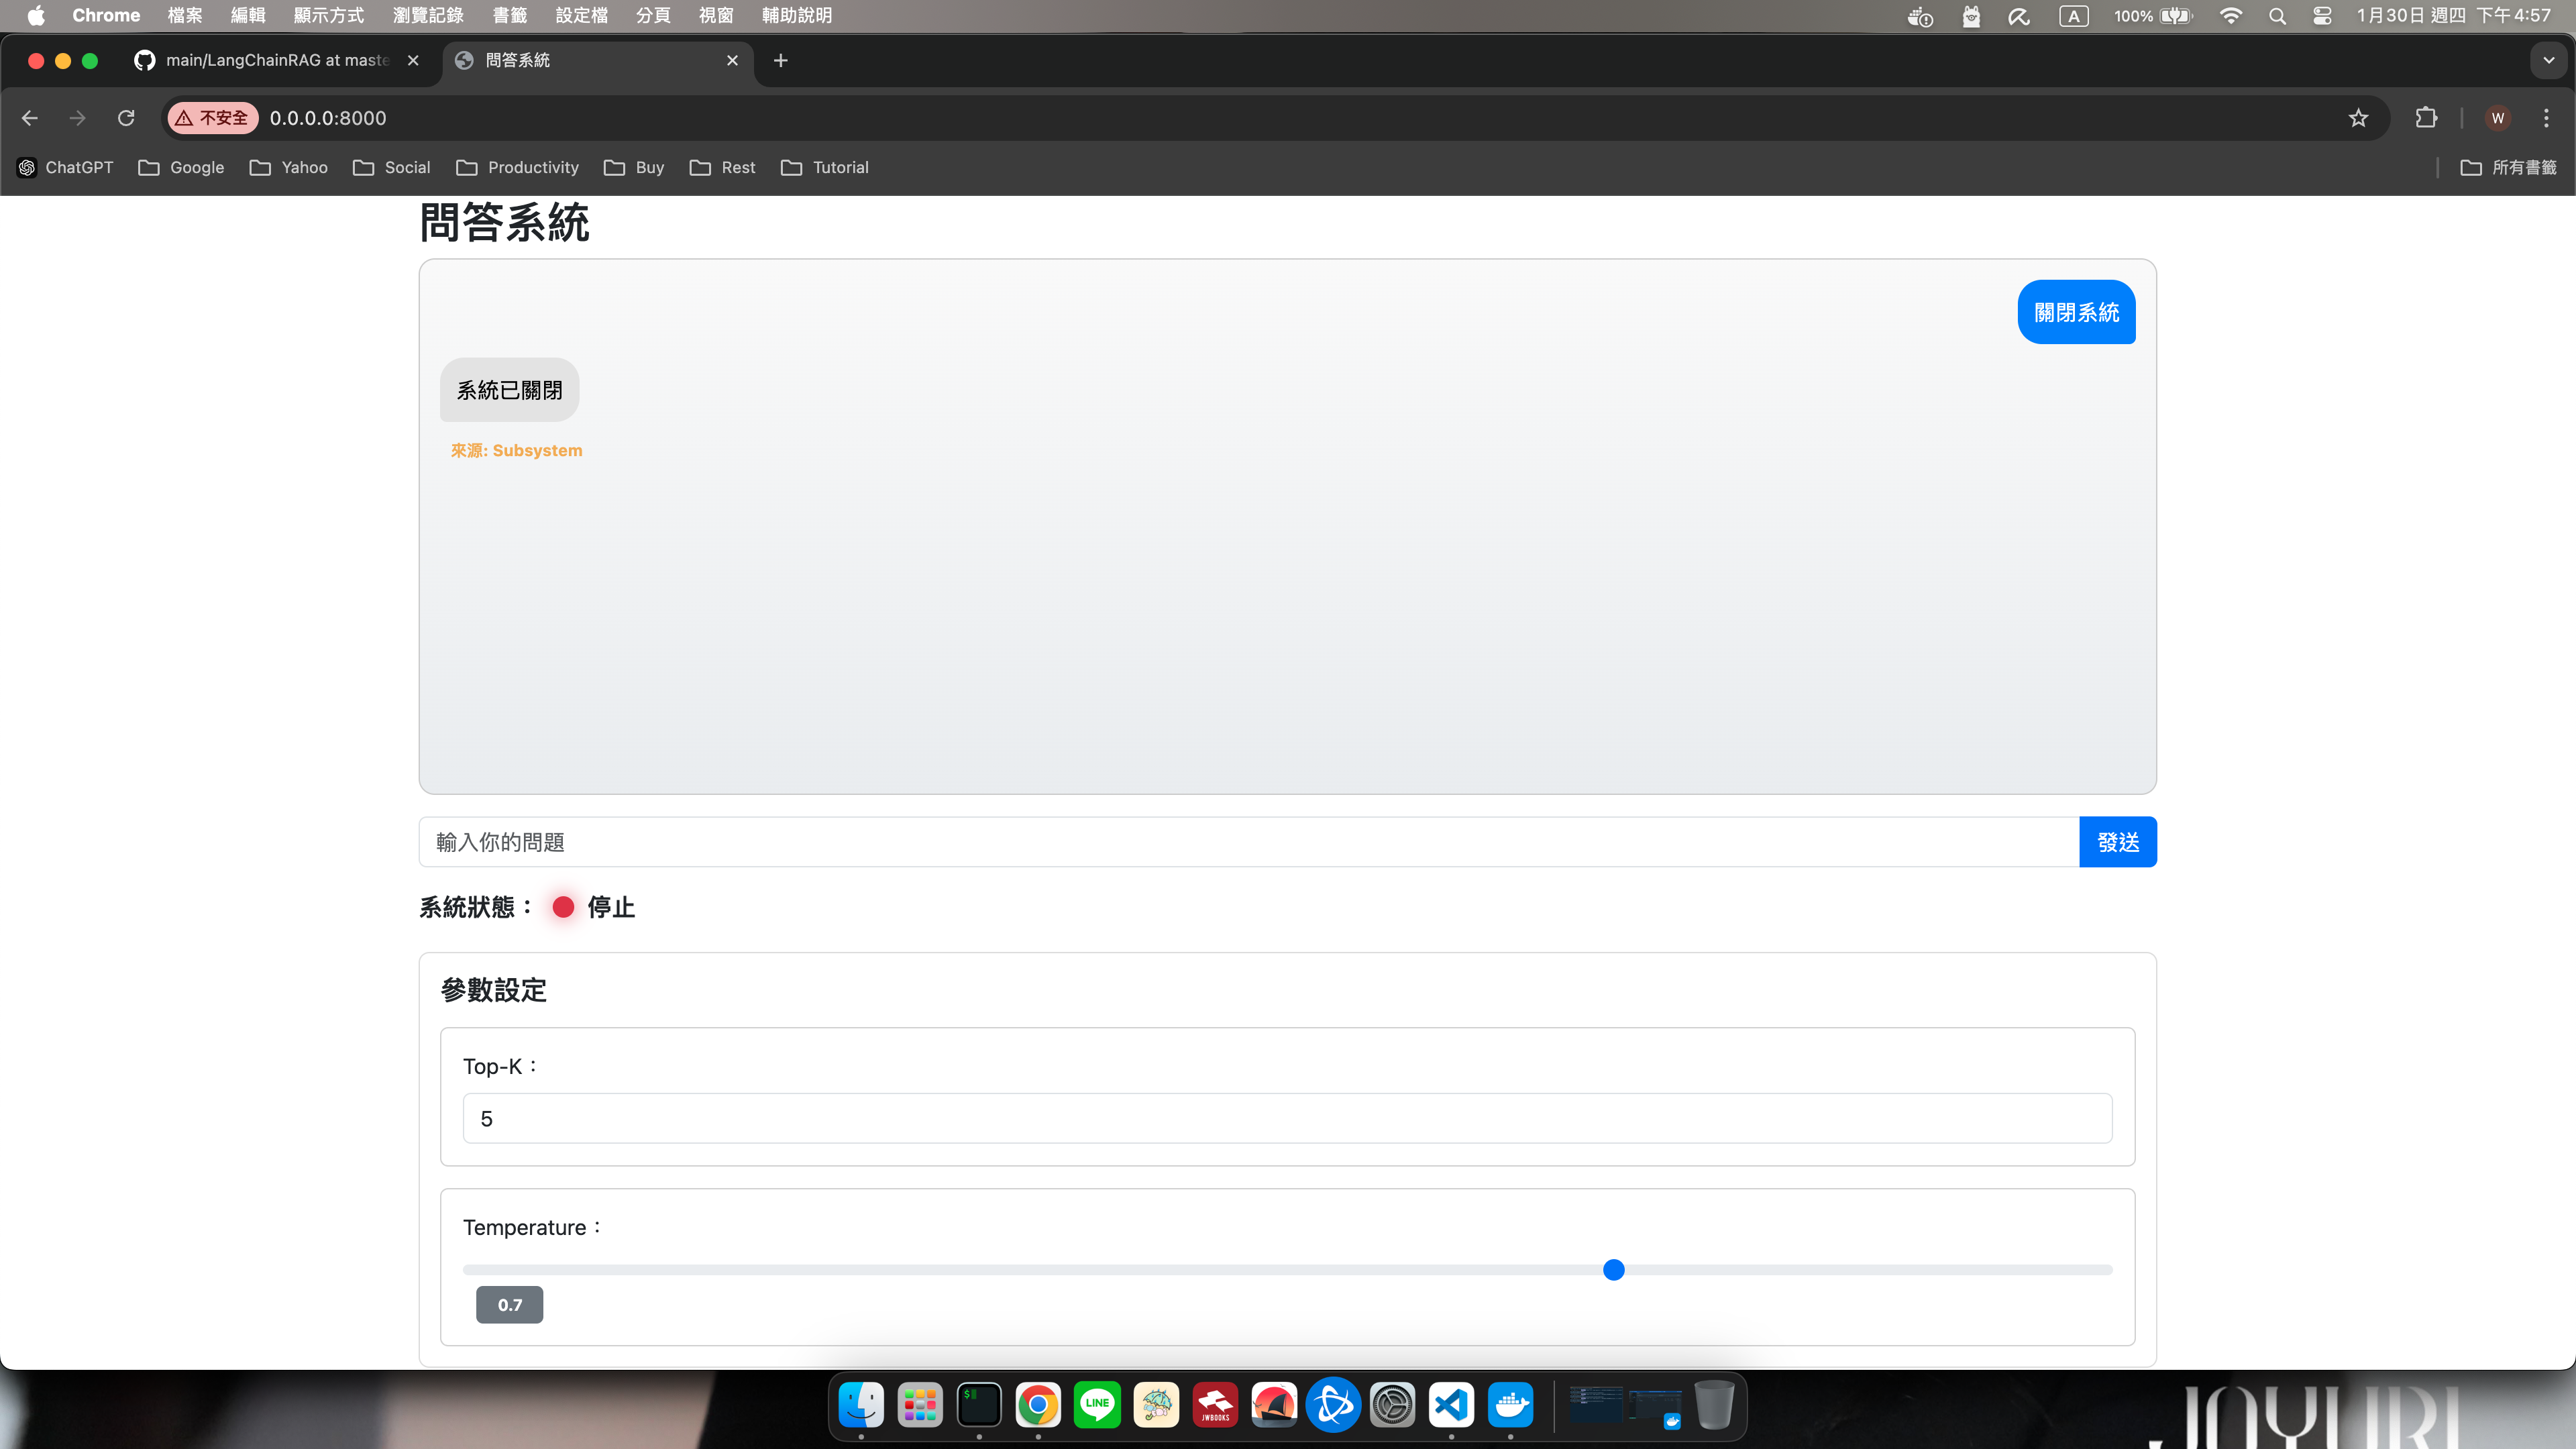 Chrome 檔案 編輯 顯示方式 瀏覽記錄 書籤 設定檔 分頁 視窗 輔助說明 A 100% 1月30日 週四 下午4:57
main/LangChainRAG at maste 問答系統
不安全 0.0.0.0:8000 W
ChatGPT Google Yahoo Social Productivity Buy Rest Tutorial 所有書籤
問答系統
關閉系統
系統已關閉
來源: Subsystem
輸入你的問題 發送
系統狀態： 停止
參數設定
Top-K：
5
Temperature：
0.7
LINE
JWBOOKS
JOYURI